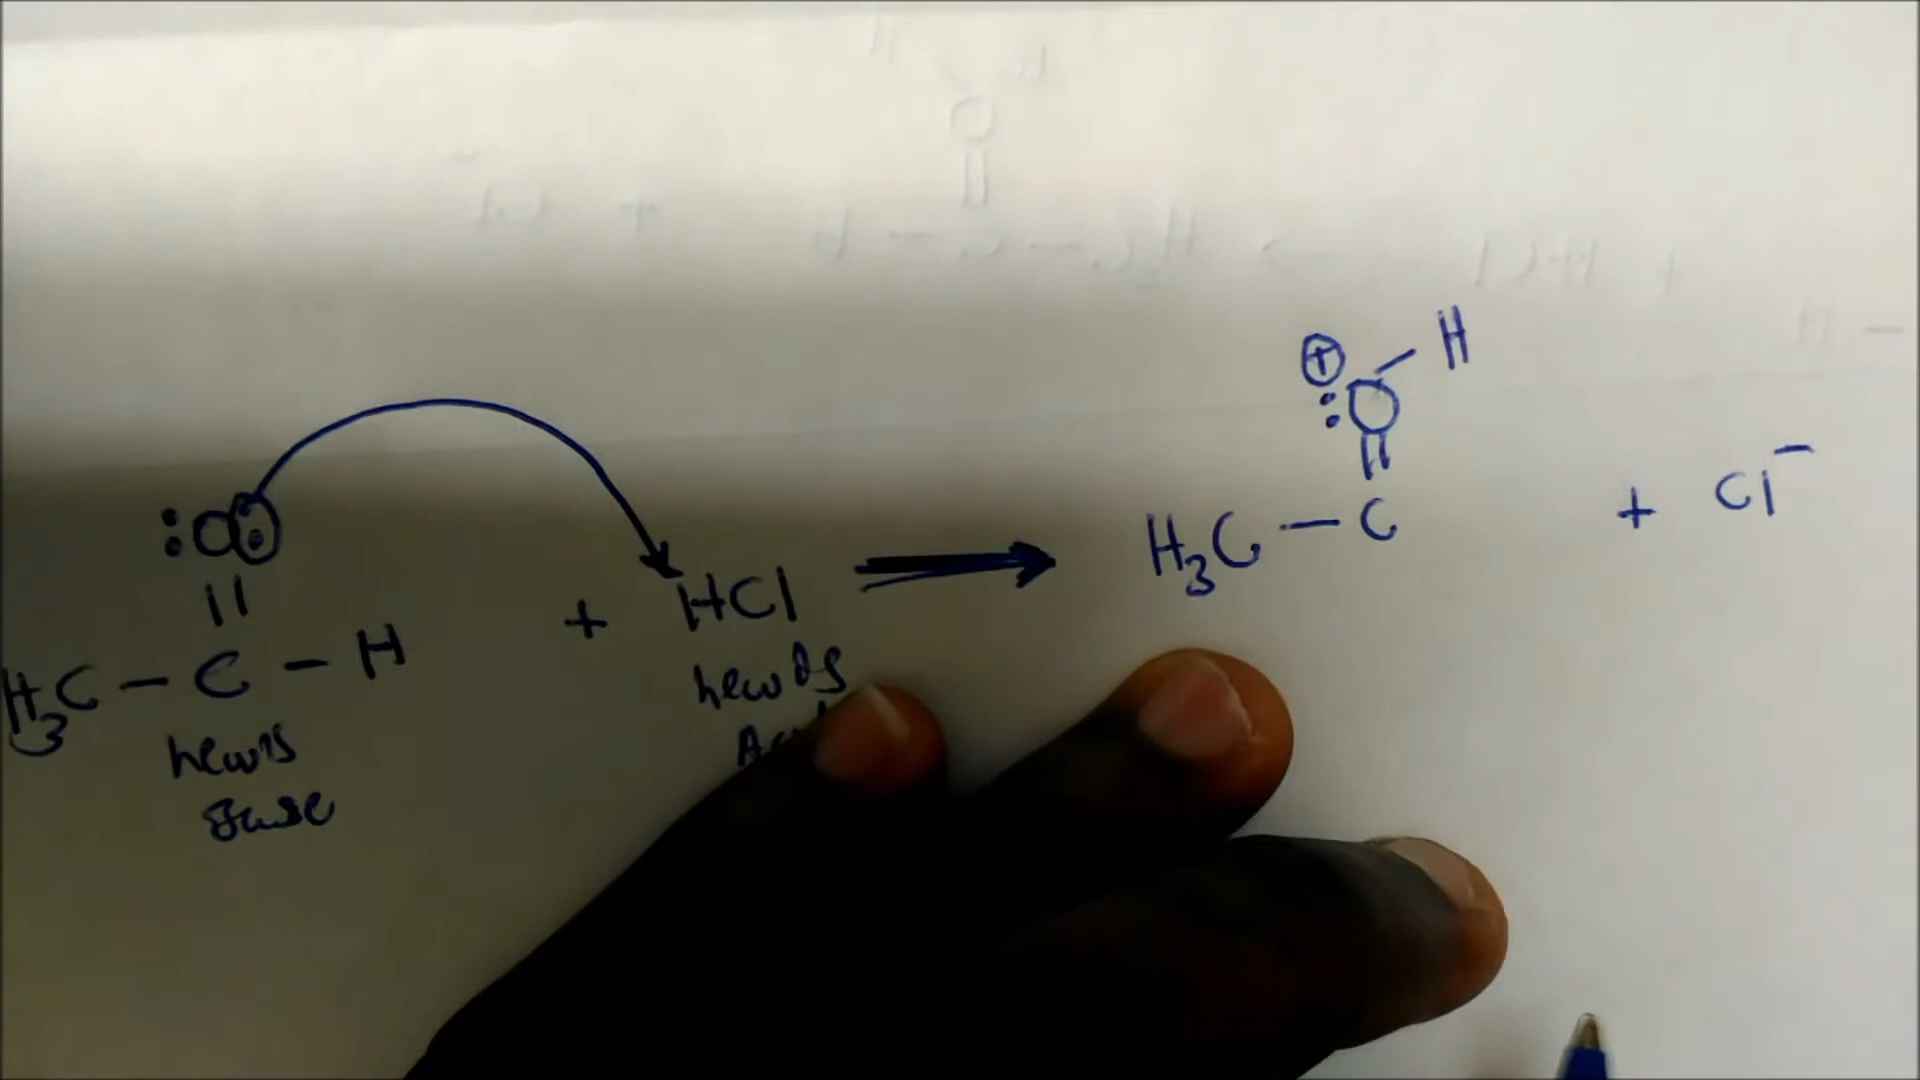 ⊕ H
:O
||
H₃C − C + Cl⁻
:O:
||
H₃C − C − H + HCl →
Lewis
Base
Lewis